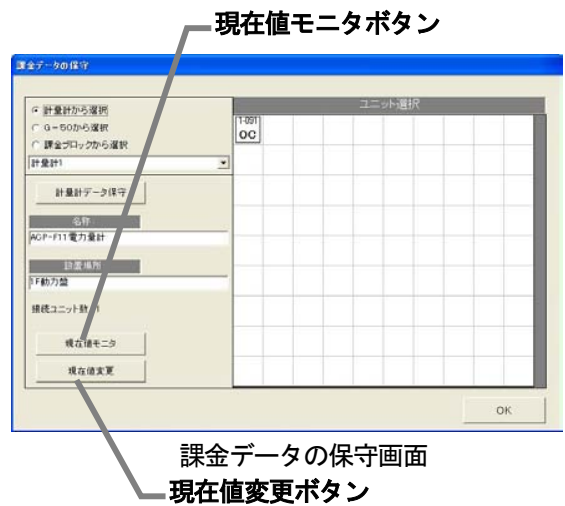 現在値モニタボタン
課金データの保守
計量計から選択
G-50から選択
課金ブロックから選択
計量計1
計量計データ保守
名称
AGP-F11電力量計
設置場所
1F動力盤
接続ユニット数 1
現在値モニタ
現在値変更
ユニット選択
1-091
OC
OK
課金データの保守画面
現在値変更ボタン